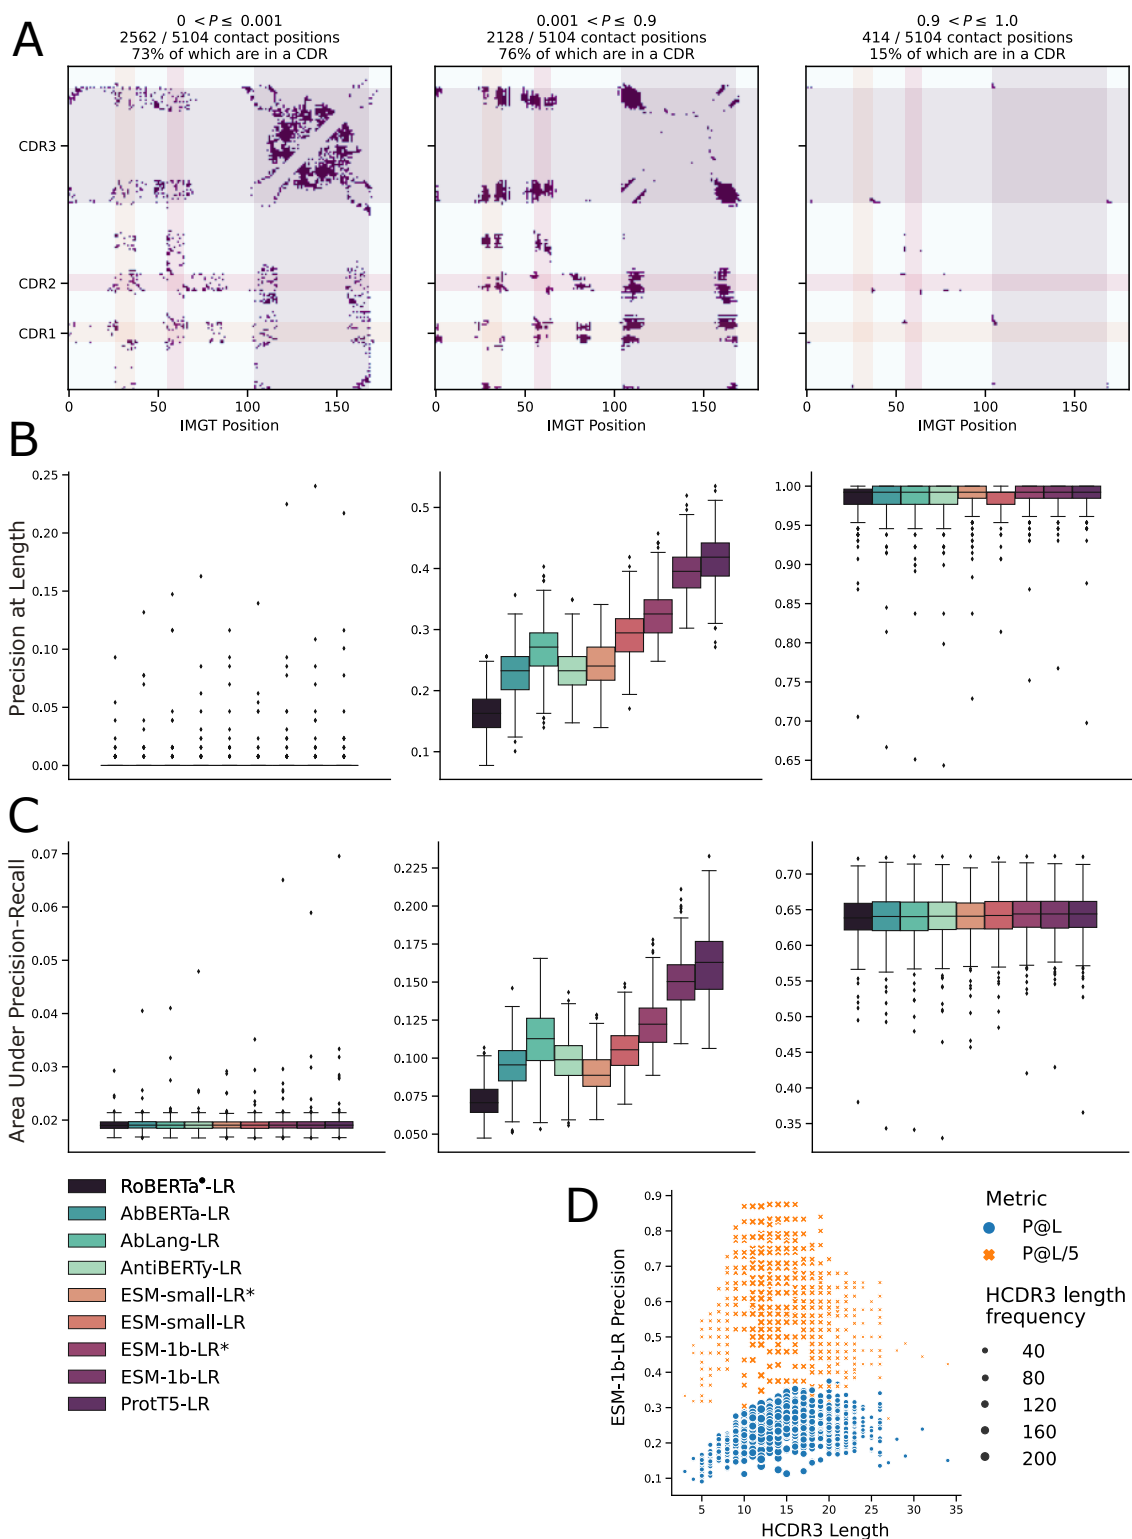 A
0 < P ≤ 0.001
2562 / 5104 contact positions
73% of which are in a CDR
0.001 < P ≤ 0.9
2128 / 5104 contact positions
76% of which are in a CDR
0.9 < P ≤ 1.0
414 / 5104 contact positions
15% of which are in a CDR
CDR3
CDR2
CDR1
0 50 100 150
IMGT Position
0 50 100 150
IMGT Position
0 50 100 150
IMGT Position
B
Precision at Length
0.25
0.20
0.15
0.10
0.05
0.00
0.5
0.4
0.3
0.2
0.1
1.00
0.95
0.90
0.85
0.80
0.75
0.70
0.65
C
Area Under Precision-Recall
0.07
0.06
0.05
0.04
0.03
0.02
0.225
0.200
0.175
0.150
0.125
0.100
0.075
0.050
0.70
0.65
0.60
0.55
0.50
0.45
0.40
0.35
RoBERTa•-LR
AbBERTa-LR
AbLang-LR
AntiBERTy-LR
ESM-small-LR*
ESM-small-LR
ESM-1b-LR*
ESM-1b-LR
ProtT5-LR
D
ESM-1b-LR Precision
0.9
0.8
0.7
0.6
0.5
0.4
0.3
0.2
0.1
5 10 15 20 25 30 35
HCDR3 Length
Metric
P@L
P@L/5
HCDR3 length
frequency
40
80
120
160
200